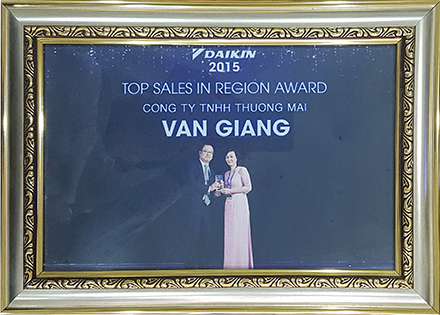 DAIKIN
2015
TOP SALES IN REGION AWARD
CONG TY TNHH THUONG MAI
VAN GIANG